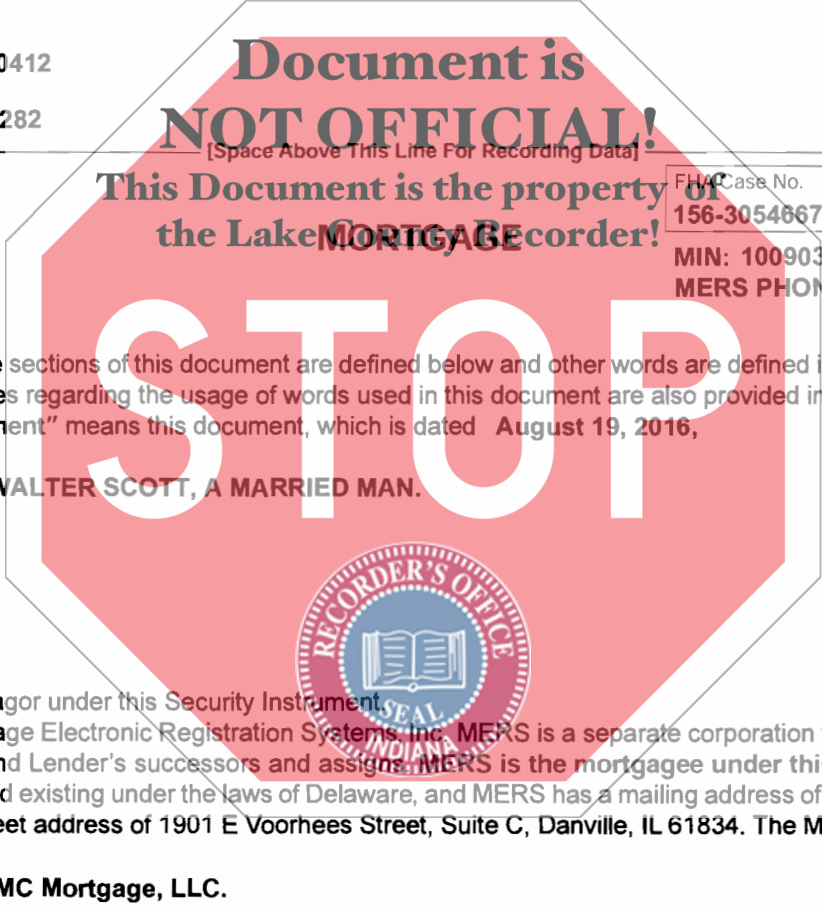 0412
Document is
282
NOT OFFICIAL!
[Space Above This Line For Recording Data]
This Document is the property of
FHA Case No.
156-3054667
the Lake County Recorder!
MORTGAGE
MIN: 100903
MERS PHON
STOP
sections of this document are defined below and other words are defined i
es regarding the usage of words used in this document are also provided in
ent" means this document, which is dated August 19, 2016,
WALTER SCOTT, A MARRIED MAN.
RECORDER'S OFFICE
SEAL
INDIANA
agor under this Security Instrument.
age Electronic Registration Systems, Inc. MERS is a separate corporation
nd Lender's successors and assigns. MERS is the mortgagee under thi
d existing under the laws of Delaware, and MERS has a mailing address of
eet address of 1901 E Voorhees Street, Suite C, Danville, IL 61834. The M
MC Mortgage, LLC.